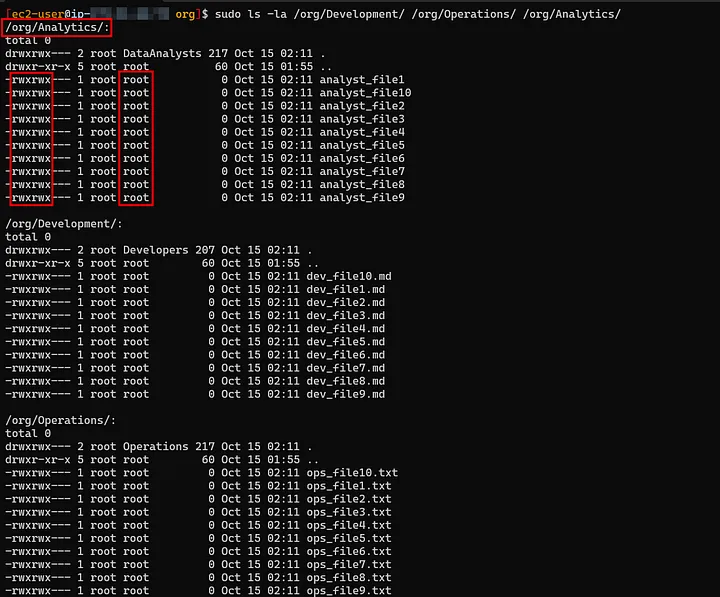 [ec2-user@ip- org]$ sudo ls -la /org/Development/ /org/Operations/ /org/Analytics/
/org/Analytics/:
total 0
drwxrwx--- 2 root DataAnalysts 217 Oct 15 02:11 .
drwxr-xr-x 5 root root          60 Oct 15 01:55 ..
-rwxrwx--- 1 root root           0 Oct 15 02:11 analyst_file1
-rwxrwx--- 1 root root           0 Oct 15 02:11 analyst_file10
-rwxrwx--- 1 root root           0 Oct 15 02:11 analyst_file2
-rwxrwx--- 1 root root           0 Oct 15 02:11 analyst_file3
-rwxrwx--- 1 root root           0 Oct 15 02:11 analyst_file4
-rwxrwx--- 1 root root           0 Oct 15 02:11 analyst_file5
-rwxrwx--- 1 root root           0 Oct 15 02:11 analyst_file6
-rwxrwx--- 1 root root           0 Oct 15 02:11 analyst_file7
-rwxrwx--- 1 root root           0 Oct 15 02:11 analyst_file8
-rwxrwx--- 1 root root           0 Oct 15 02:11 analyst_file9
/org/Development/:
total 0
drwxrwx--- 2 root Developers 207 Oct 15 02:11 .
drwxr-xr-x 5 root root        60 Oct 15 01:55 ..
-rwxrwx--- 1 root root         0 Oct 15 02:11 dev_file10.md
-rwxrwx--- 1 root root         0 Oct 15 02:11 dev_file1.md
-rwxrwx--- 1 root root         0 Oct 15 02:11 dev_file2.md
-rwxrwx--- 1 root root         0 Oct 15 02:11 dev_file3.md
-rwxrwx--- 1 root root         0 Oct 15 02:11 dev_file4.md
-rwxrwx--- 1 root root         0 Oct 15 02:11 dev_file5.md
-rwxrwx--- 1 root root         0 Oct 15 02:11 dev_file6.md
-rwxrwx--- 1 root root         0 Oct 15 02:11 dev_file7.md
-rwxrwx--- 1 root root         0 Oct 15 02:11 dev_file8.md
-rwxrwx--- 1 root root         0 Oct 15 02:11 dev_file9.md
/org/Operations/:
total 0
drwxrwx--- 2 root Operations 217 Oct 15 02:11 .
drwxr-xr-x 5 root root        60 Oct 15 01:55 ..
-rwxrwx--- 1 root root         0 Oct 15 02:11 ops_file10.txt
-rwxrwx--- 1 root root         0 Oct 15 02:11 ops_file1.txt
-rwxrwx--- 1 root root         0 Oct 15 02:11 ops_file2.txt
-rwxrwx--- 1 root root         0 Oct 15 02:11 ops_file3.txt
-rwxrwx--- 1 root root         0 Oct 15 02:11 ops_file4.txt
-rwxrwx--- 1 root root         0 Oct 15 02:11 ops_file5.txt
-rwxrwx--- 1 root root         0 Oct 15 02:11 ops_file6.txt
-rwxrwx--- 1 root root         0 Oct 15 02:11 ops_file7.txt
-rwxrwx--- 1 root root         0 Oct 15 02:11 ops_file8.txt
-rwxrwx--- 1 root root         0 Oct 15 02:11 ops_file9.txt